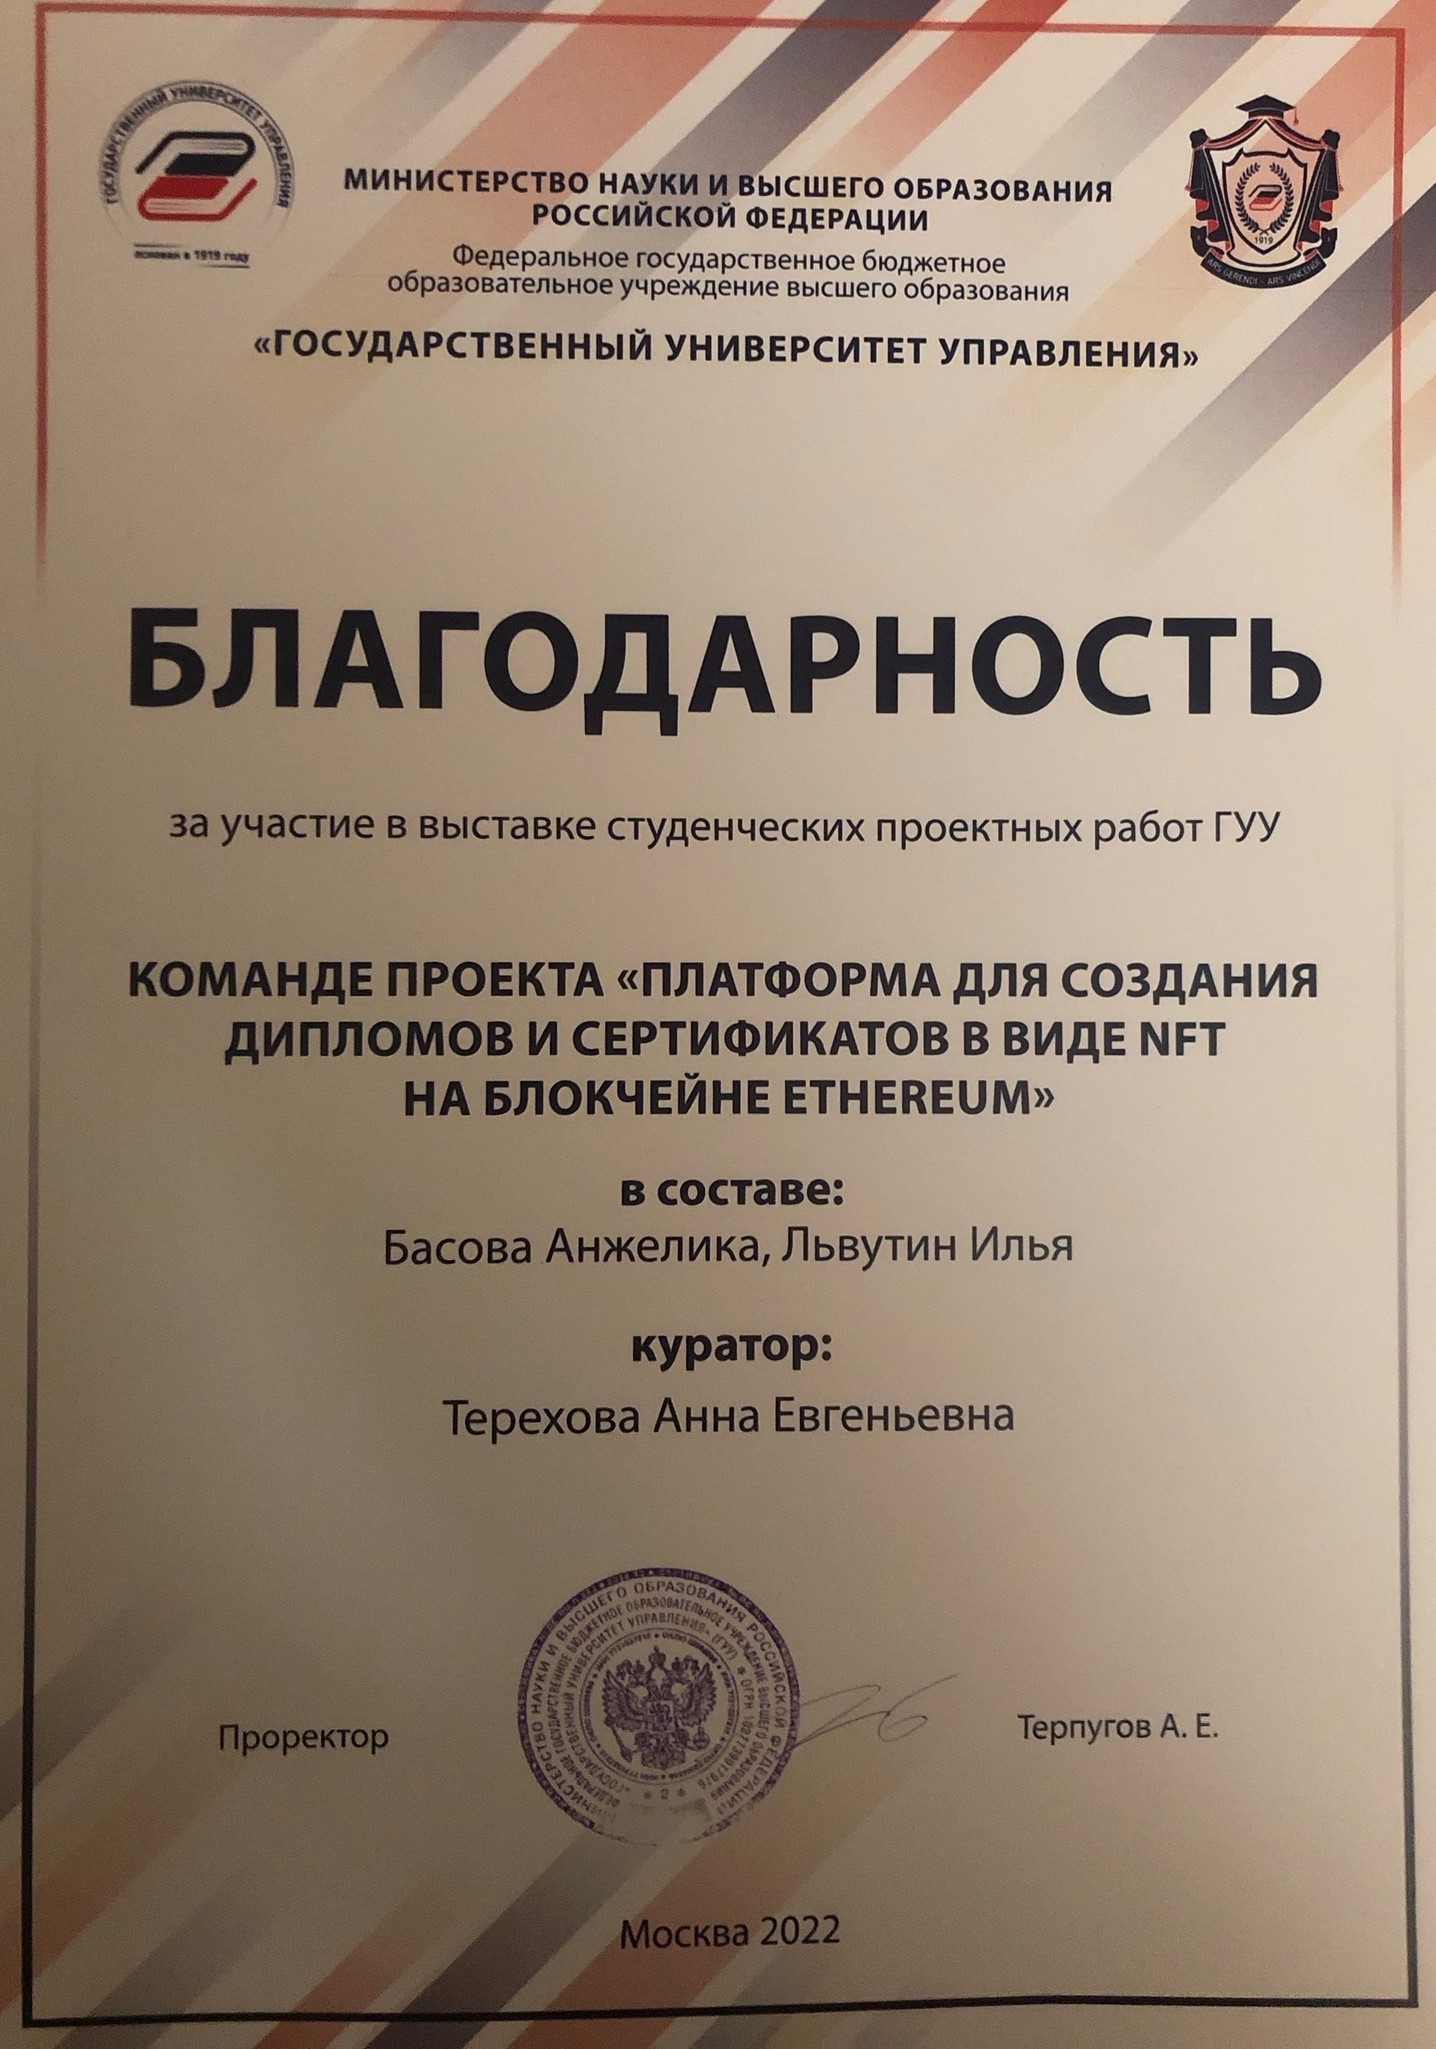 ГОСУДАРСТВЕННЫЙ УНИВЕРСИТЕТ УПРАВЛЕНИЯ
основан в 1919 году
1919
ARS GERENDI - ARS VINCENDI
МИНИСТЕРСТВО НАУКИ И ВЫСШЕГО ОБРАЗОВАНИЯ
РОССИЙСКОЙ ФЕДЕРАЦИИ
Федеральное государственное бюджетное
образовательное учреждение высшего образования
«ГОСУДАРСТВЕННЫЙ УНИВЕРСИТЕТ УПРАВЛЕНИЯ»
БЛАГОДАРНОСТЬ
за участие в выставке студенческих проектных работ ГУУ
КОМАНДЕ ПРОЕКТА «ПЛАТФОРМА ДЛЯ СОЗДАНИЯ
ДИПЛОМОВ И СЕРТИФИКАТОВ В ВИДЕ NFT
НА БЛОКЧЕЙНЕ ETHEREUM»
в составе:
Басова Анжелика, Львутин Илья
куратор:
Терехова Анна Евгеньевна
Проректор
МИНИСТЕРСТВО НАУКИ И ВЫСШЕГО ОБРАЗОВАНИЯ РОССИЙСКОЙ ФЕДЕРАЦИИ
ФЕДЕРАЛЬНОЕ ГОСУДАРСТВЕННОЕ БЮДЖЕТНОЕ ОБРАЗОВАТЕЛЬНОЕ УЧРЕЖДЕНИЕ ВЫСШЕГО ОБРАЗОВАНИЯ
"ГОСУДАРСТВЕННЫЙ УНИВЕРСИТЕТ УПРАВЛЕНИЯ" (ГУУ) * ОГРН 1027739017976
* 2 *
Терпугов А. Е.
Москва 2022